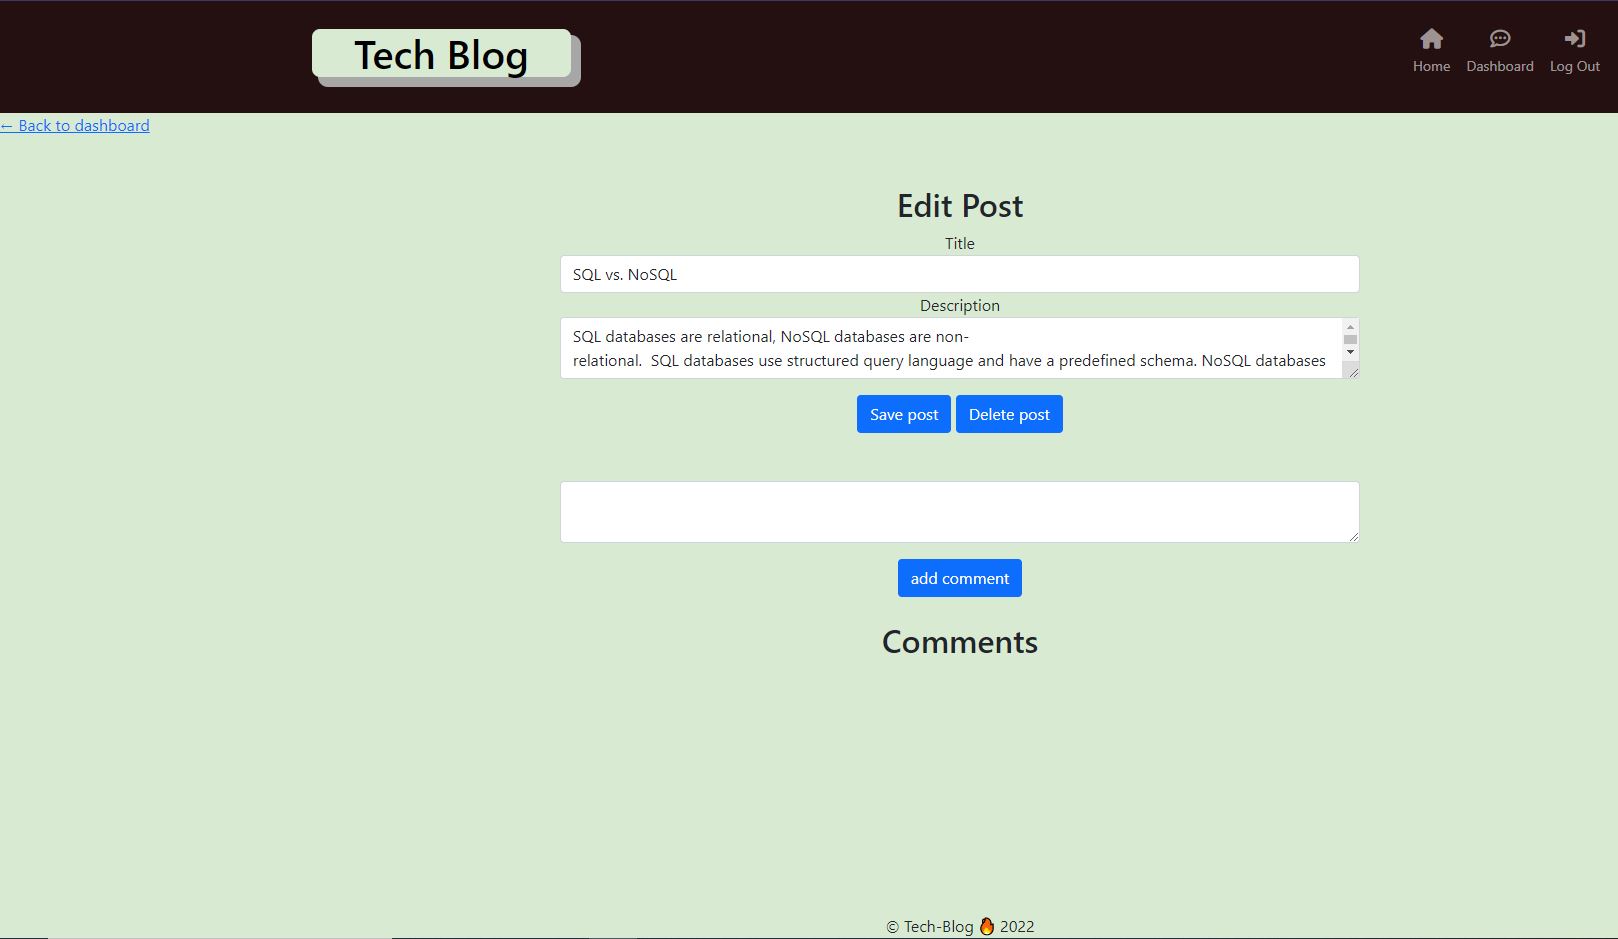 Tech Blog
Home
Dashboard
Log Out
← Back to dashboard
Edit Post
Title
SQL vs. NoSQL
Description
SQL databases are relational, NoSQL databases are non-
relational.  SQL databases use structured query language and have a predefined schema. NoSQL databases
Save post
Delete post
add comment
Comments
© Tech-Blog 🔥 2022